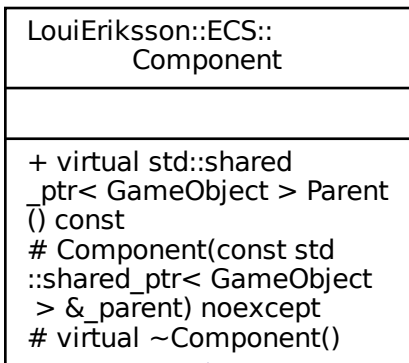 LouiEriksson::ECS::
Component
+ virtual std::shared
_ptr< GameObject > Parent
() const
# Component(const std
::shared_ptr< GameObject
> &_parent) noexcept
# virtual ~Component()